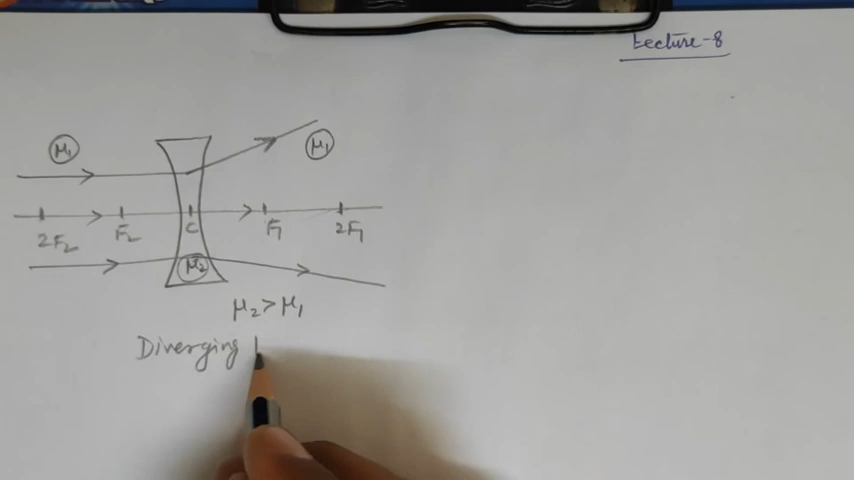 Lecture-8
μ₁ μ₁
2F₂ F₂ C F₁ 2F₁
μ₂
μ₂ > μ₁
Diverging